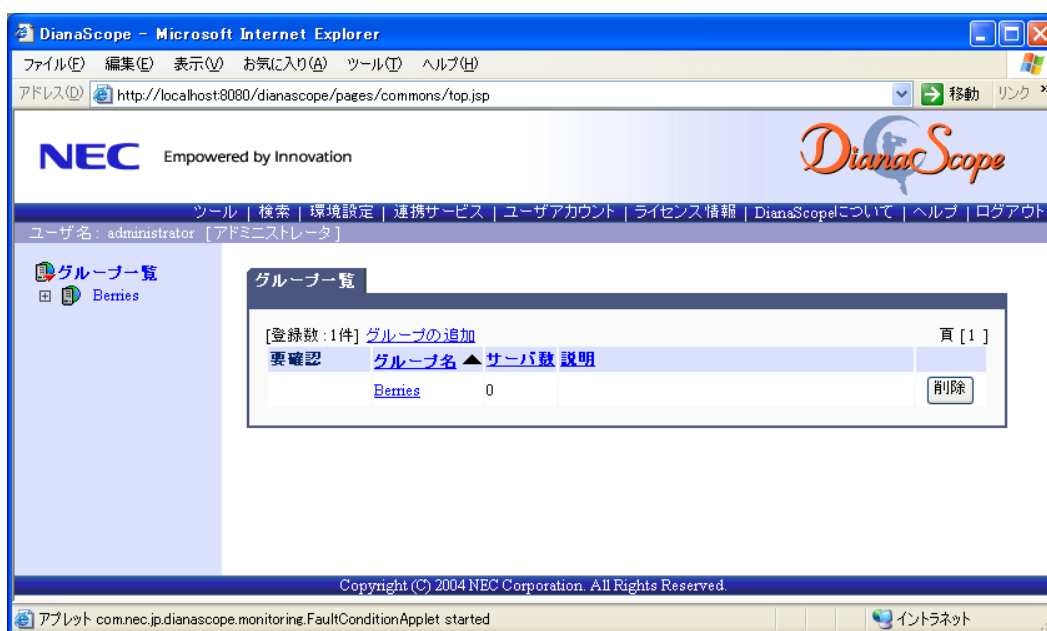 DianaScope - Microsoft Internet Explorer
ファイル(F) 編集(E) 表示(V) お気に入り(A) ツール(T) ヘルプ(H)
アドレス(D) http://localhost:8080/dianascope/pages/commons/top.jsp 移動 リンク »
NEC Empowered by Innovation DianaScope
ツール | 検索 | 環境設定 | 連携サービス | ユーザアカウント | ライセンス情報 | DianaScopeについて | ヘルプ | ログアウト
ユーザ名 : administrator [アドミニストレータ]
グループ一覧
Berries
グループ一覧
[登録数 : 1件] グループの追加 頁 [1 ]
要確認 グループ名 ▲ サーバ数 説明
Berries 0 削除
Copyright (C) 2004 NEC Corporation. All Rights Reserved.
アプレット com.nec.jp.dianascope.monitoring.FaultConditionApplet started イントラネット